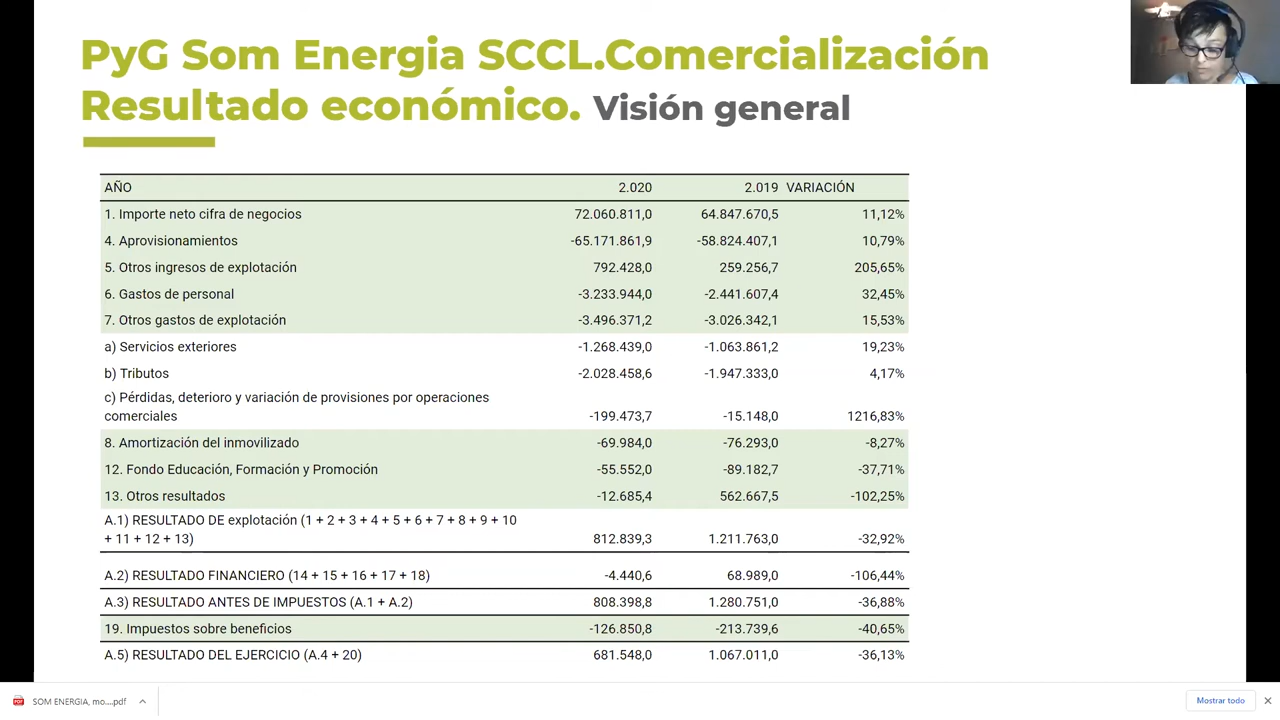 PyG Som Energia SCCL.Comercialización
Resultado económico. Visión general
AÑO 2.020 2.019 VARIACIÓN
1. Importe neto cifra de negocios 72.060.811,0 64.847.670,5 11,12%
4. Aprovisionamientos -65.171.861,9 -58.824.407,1 10,79%
5. Otros ingresos de explotación 792.428,0 259.256,7 205,65%
6. Gastos de personal -3.233.944,0 -2.441.607,4 32,45%
7. Otros gastos de explotación -3.496.371,2 -3.026.342,1 15,53%
a) Servicios exteriores -1.268.439,0 -1.063.861,2 19,23%
b) Tributos -2.028.458,6 -1.947.333,0 4,17%
c) Pérdidas, deterioro y variación de provisiones por operaciones
comerciales -199.473,7 -15.148,0 1216,83%
8. Amortización del inmovilizado -69.984,0 -76.293,0 -8,27%
12. Fondo Educación, Formación y Promoción -55.552,0 -89.182,7 -37,71%
13. Otros resultados -12.685,4 562.667,5 -102,25%
A.1) RESULTADO DE explotación (1 + 2 + 3 + 4 + 5 + 6 + 7 + 8 + 9 + 10
+ 11 + 12 + 13) 812.839,3 1.211.763,0 -32,92%
A.2) RESULTADO FINANCIERO (14 + 15 + 16 + 17 + 18) -4.440,6 68.989,0 -106,44%
A.3) RESULTADO ANTES DE IMPUESTOS (A.1 + A.2) 808.398,8 1.280.751,0 -36,88%
19. Impuestos sobre beneficios -126.850,8 -213.739,6 -40,65%
A.5) RESULTADO DEL EJERCICIO (A.4 + 20) 681.548,0 1.067.011,0 -36,13%
SOM ENERGIA, mo....pdf Mostrar todo